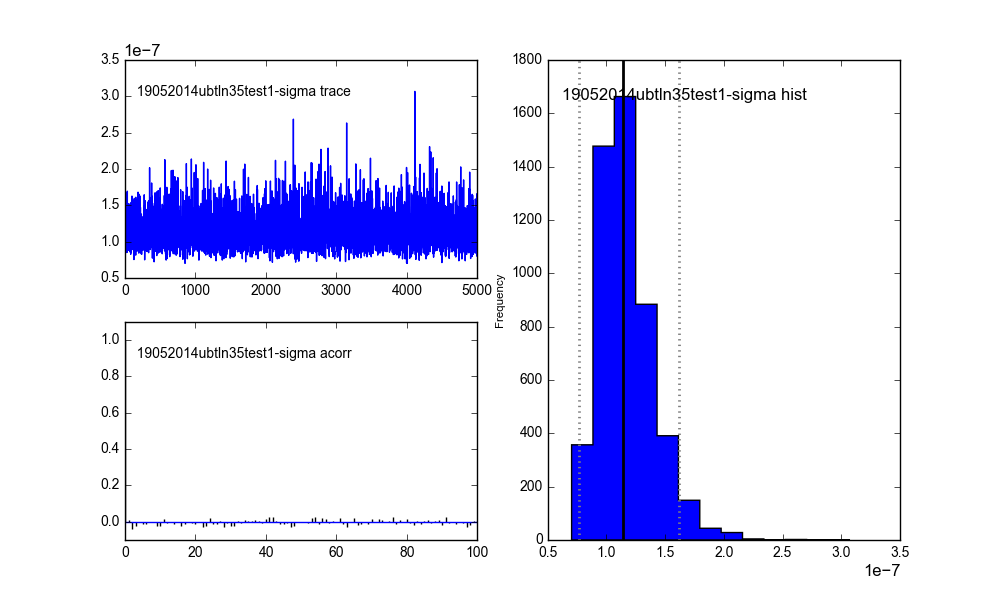 1e−7
3.5
3.0
2.5
2.0
1.5
1.0
0.5
19052014ubtln35test1-sigma trace
0 1000 2000 3000 4000 5000
1.0
0.8
0.6
0.4
0.2
0.0
19052014ubtln35test1-sigma acorr
0 20 40 60 80 100
1800
1600
1400
1200
1000
800
600
400
200
0
Frequency
19052014ubtln35test1-sigma hist
0.5 1.0 1.5 2.0 2.5 3.0 3.5
1e−7